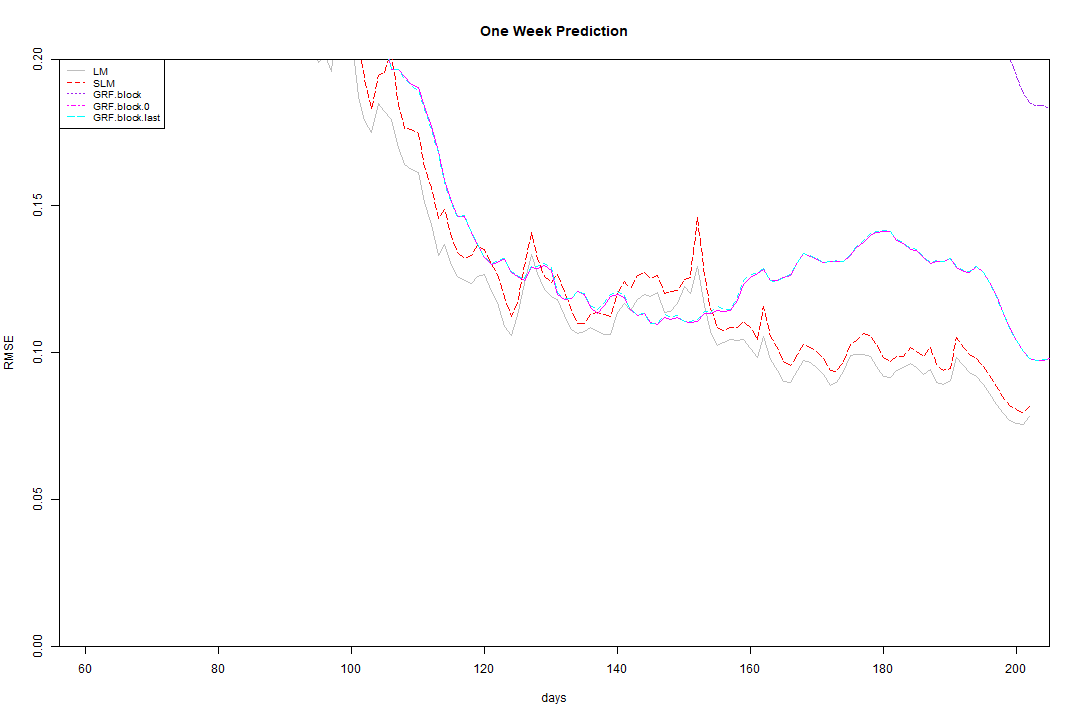 One Week Prediction
LM
SLM
GRF.block
GRF.block.0
GRF.block.last
RMSE
0.20
0.15
0.10
0.05
0.00
60 80 100 120 140 160 180 200
days